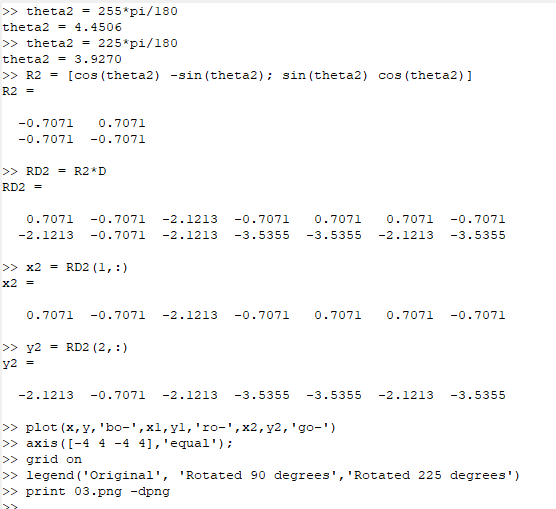 >> theta2 = 255*pi/180
theta2 = 4.4506
>> theta2 = 225*pi/180
theta2 = 3.9270
>> R2 = [cos(theta2) -sin(theta2); sin(theta2) cos(theta2)]
R2 =
-0.7071 0.7071
-0.7071 -0.7071
>> RD2 = R2*D
RD2 =
0.7071 -0.7071 -2.1213 -0.7071 0.7071 0.7071 -0.7071
-2.1213 -0.7071 -2.1213 -3.5355 -3.5355 -2.1213 -3.5355
>> x2 = RD2(1,:)
x2 =
0.7071 -0.7071 -2.1213 -0.7071 0.7071 0.7071 -0.7071
>> y2 = RD2(2,:)
y2 =
-2.1213 -0.7071 -2.1213 -3.5355 -3.5355 -2.1213 -3.5355
>> plot(x,y,'bo-',x1,y1,'ro-',x2,y2,'go-')
>> axis([-4 4 -4 4],'equal');
>> grid on
>> legend('Original', 'Rotated 90 degrees','Rotated 225 degrees')
>> print 03.png -dpng
>>